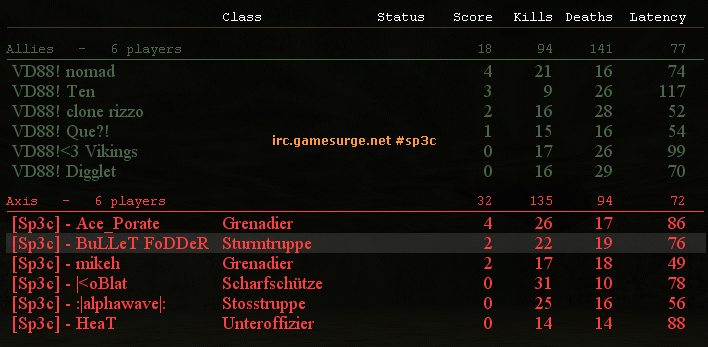 Class Status Score Kills Deaths Latency
Allies - 6 players 18 94 141 77
VD88! nomad 4 21 16 74
VD88! Ten 3 9 26 117
VD88! clone rizzo 2 16 28 52
VD88! Que?! 1 15 16 54
irc.gamesurge.net #sp3c
VD88!<3 Vikings 0 17 26 99
VD88! Digglet 0 16 29 70
Axis - 6 players 32 135 94 72
[Sp3c] - Ace_Porate Grenadier 4 26 17 86
[Sp3c] - BuLLeT FoDDeR Sturmtruppe 2 22 19 76
[Sp3c] - mikeh Grenadier 2 17 18 49
[Sp3c] - |<oBlat Scharfschütze 0 31 10 78
[Sp3c] - :|alphawave|: Stosstruppe 0 25 16 56
[Sp3c] - HeaT Unteroffizier 0 14 14 88